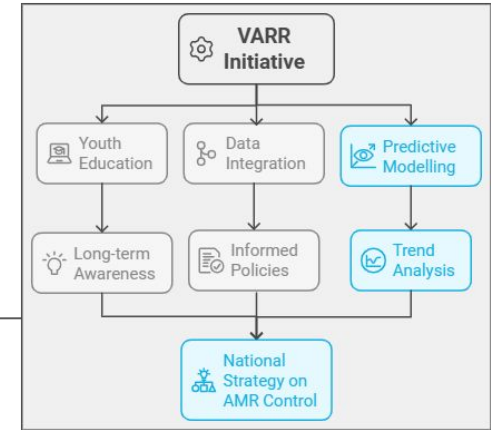 VARR
Initiative
Youth
Education
Data
Integration
Predictive
Modelling
Long-term
Awareness
Informed
Policies
Trend
Analysis
National
Strategy on
AMR Control